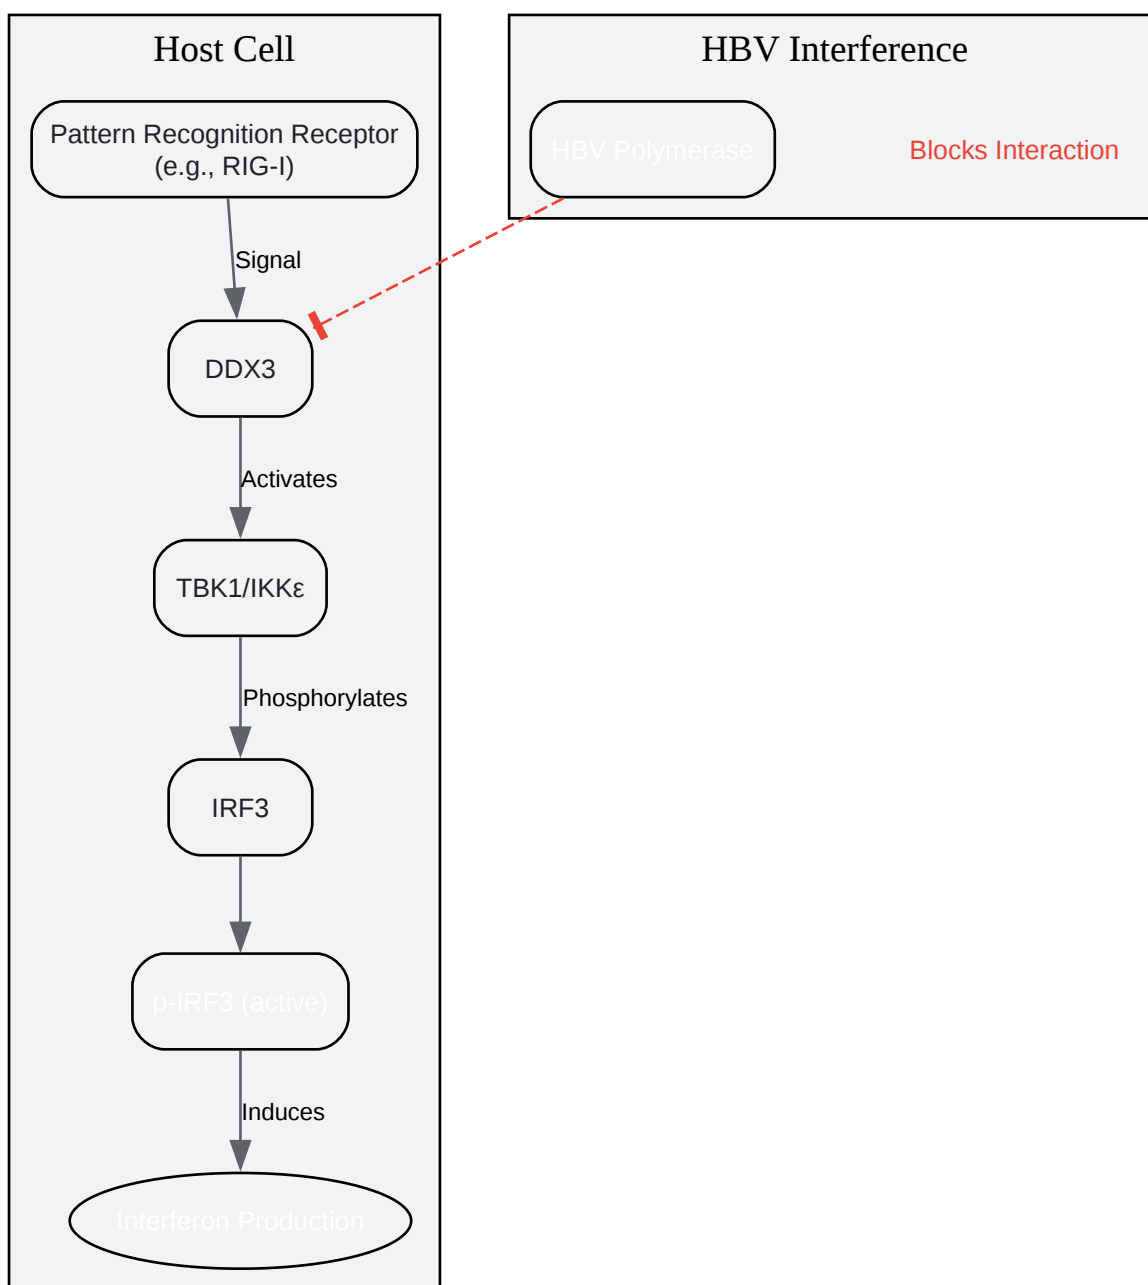 Host Cell
Pattern Recognition Receptor
(e.g., RIG-I)
Signal
DDX3
Activates
TBK1/IKKε
Phosphorylates
IRF3
p-IRF3 (active)
Induces
Interferon Production
HBV Interference
HBV Polymerase
Blocks Interaction